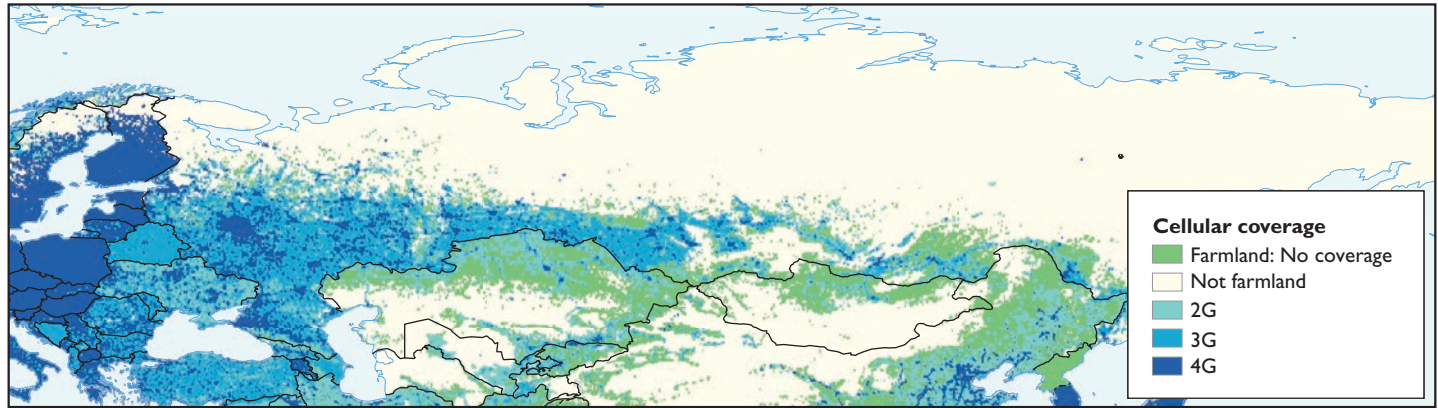 Cellular coverage
Farmland: No coverage
Not farmland
2G
3G
4G